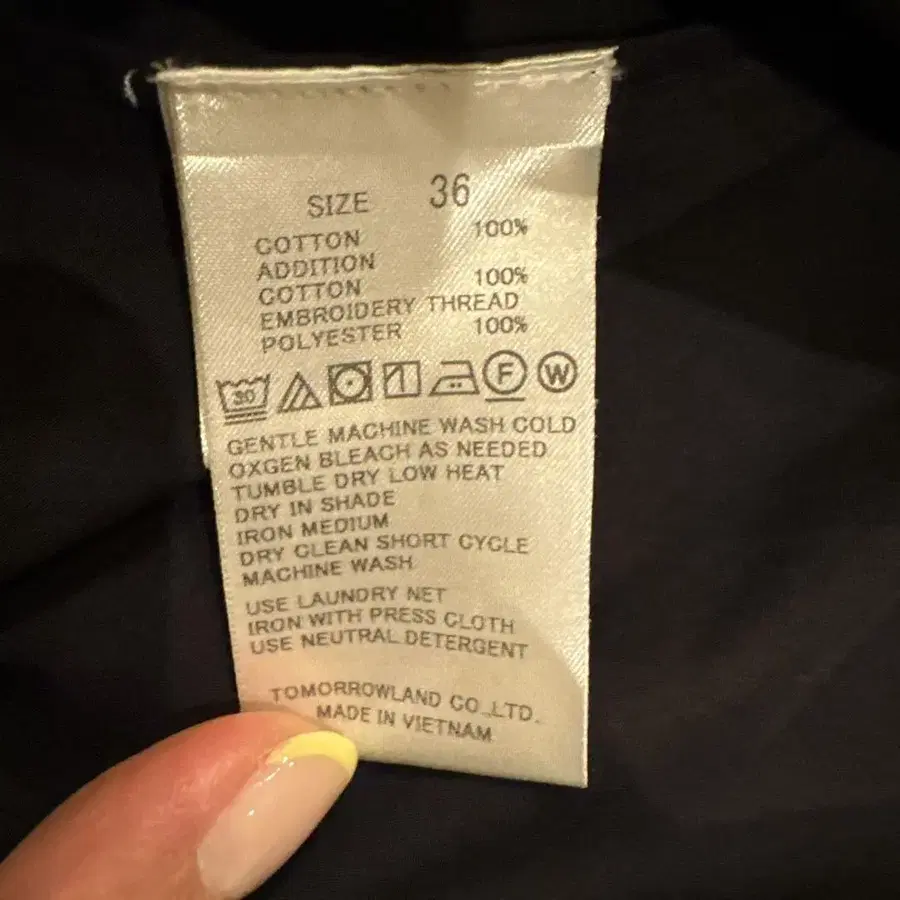 SIZE 36
COTTON 100%
ADDITION
COTTON 100%
EMBROIDERY THREAD
POLYESTER 100%
30 F W
GENTLE MACHINE WASH COLD
OXGEN BLEACH AS NEEDED
TUMBLE DRY LOW HEAT
DRY IN SHADE
IRON MEDIUM
DRY CLEAN SHORT CYCLE
MACHINE WASH
USE LAUNDRY NET
IRON WITH PRESS CLOTH
USE NEUTRAL DETERGENT
TOMORROWLAND CO.,LTD.
MADE IN VIETNAM